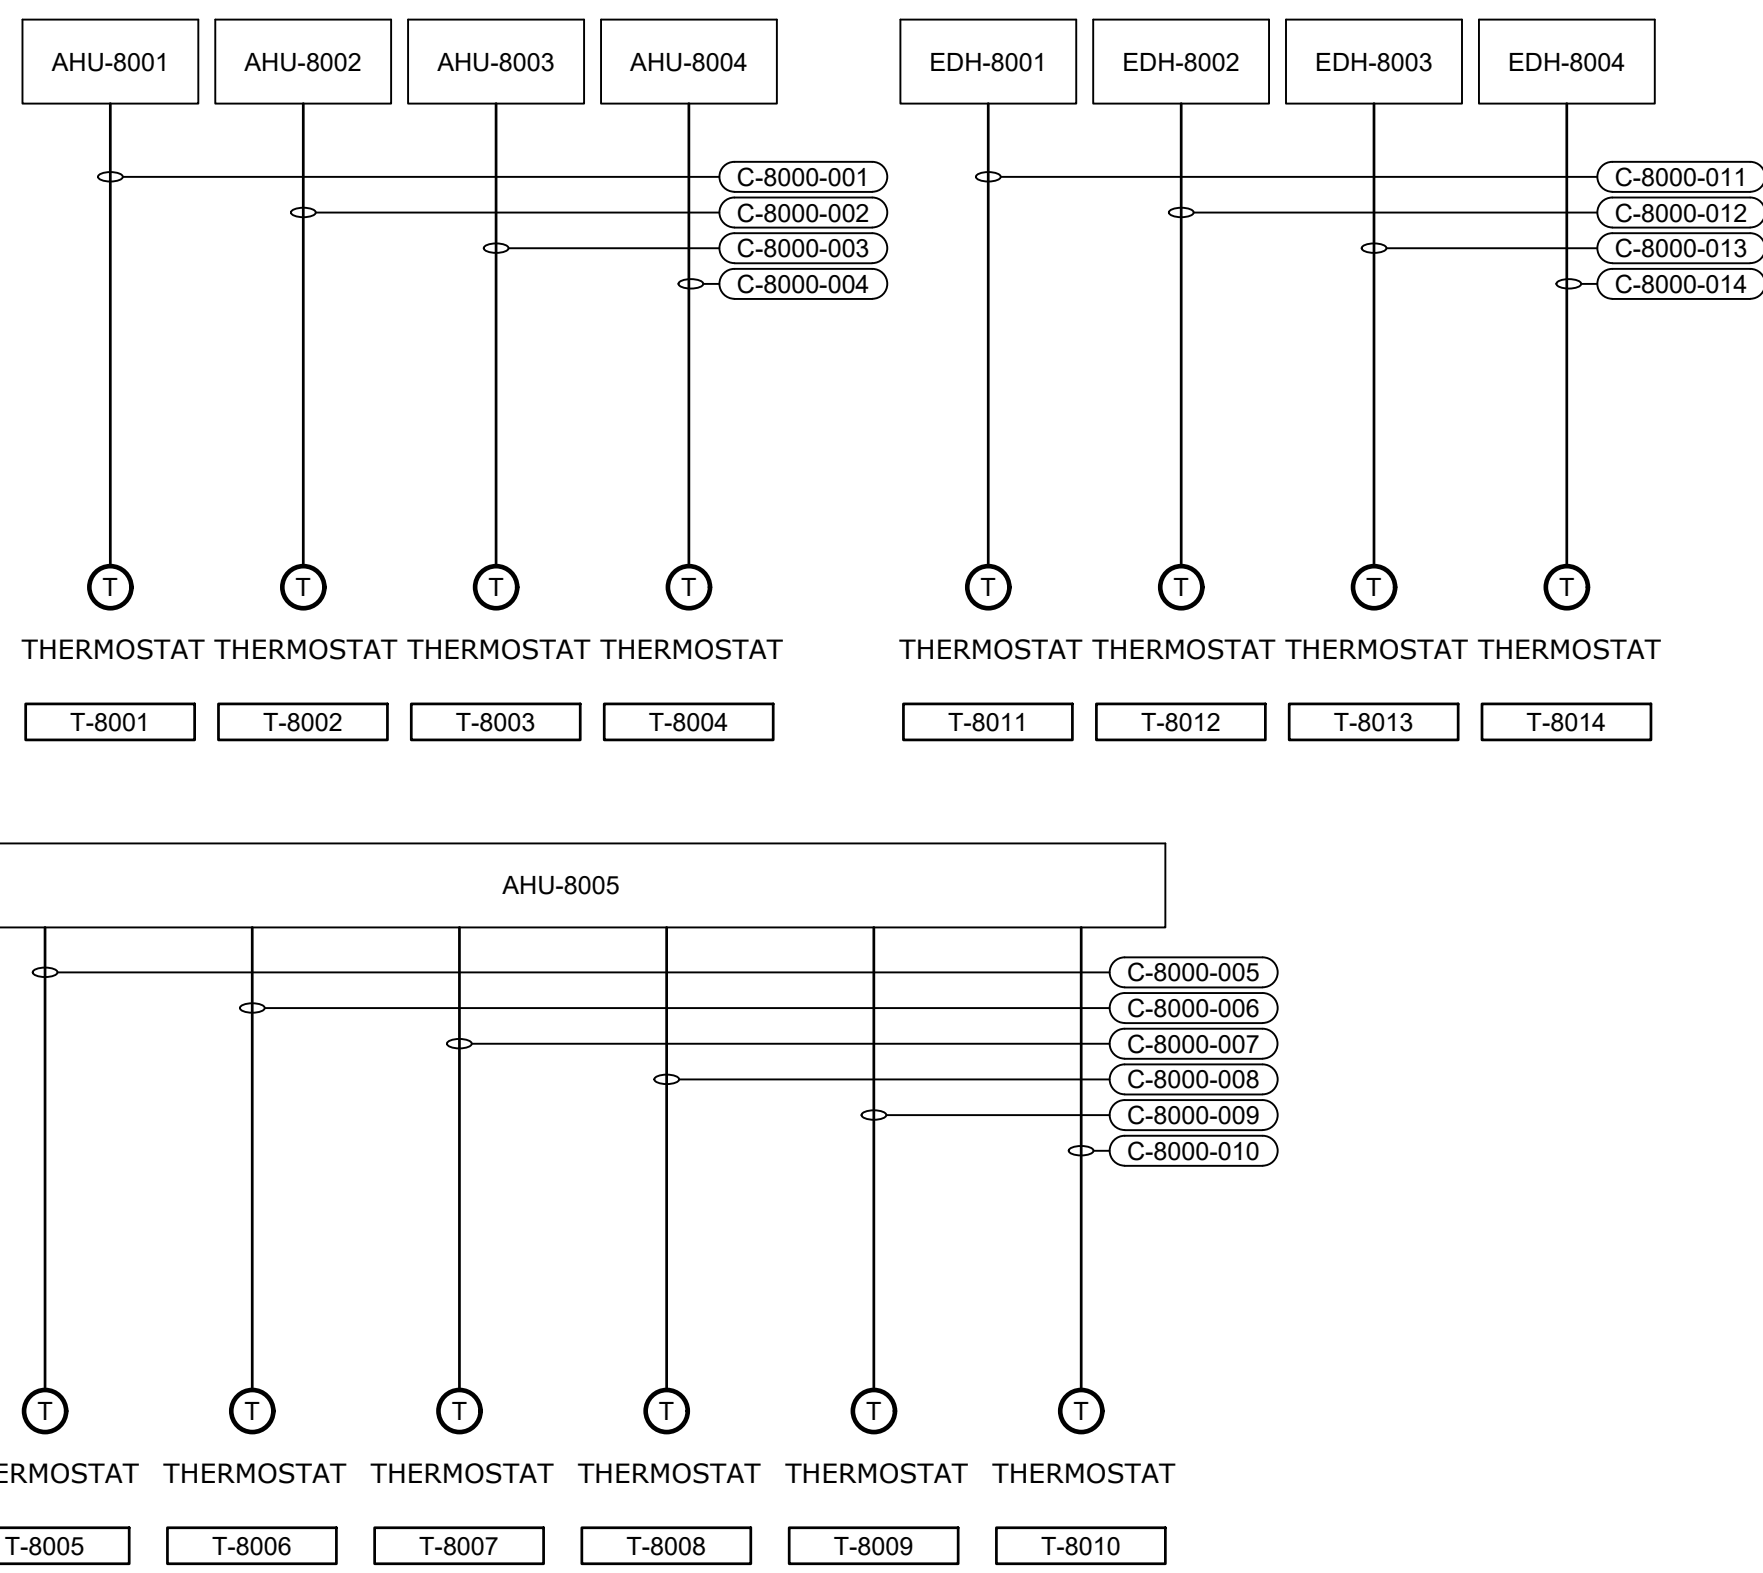 AHU-8001 AHU-8002 AHU-8003 AHU-8004 EDH-8001 EDH-8002 EDH-8003 EDH-8004
C-8000-001 C-8000-011
C-8000-002 C-8000-012
C-8000-003 C-8000-013
C-8000-004 C-8000-014
T T T T T T T T
THERMOSTAT THERMOSTAT THERMOSTAT THERMOSTAT THERMOSTAT THERMOSTAT THERMOSTAT THERMOSTAT
T-8001 T-8002 T-8003 T-8004 T-8011 T-8012 T-8013 T-8014
AHU-8005
C-8000-005
C-8000-006
C-8000-007
C-8000-008
C-8000-009
C-8000-010
T T T T T T
ERMOSTAT THERMOSTAT THERMOSTAT THERMOSTAT THERMOSTAT THERMOSTAT
T-8005 T-8006 T-8007 T-8008 T-8009 T-8010